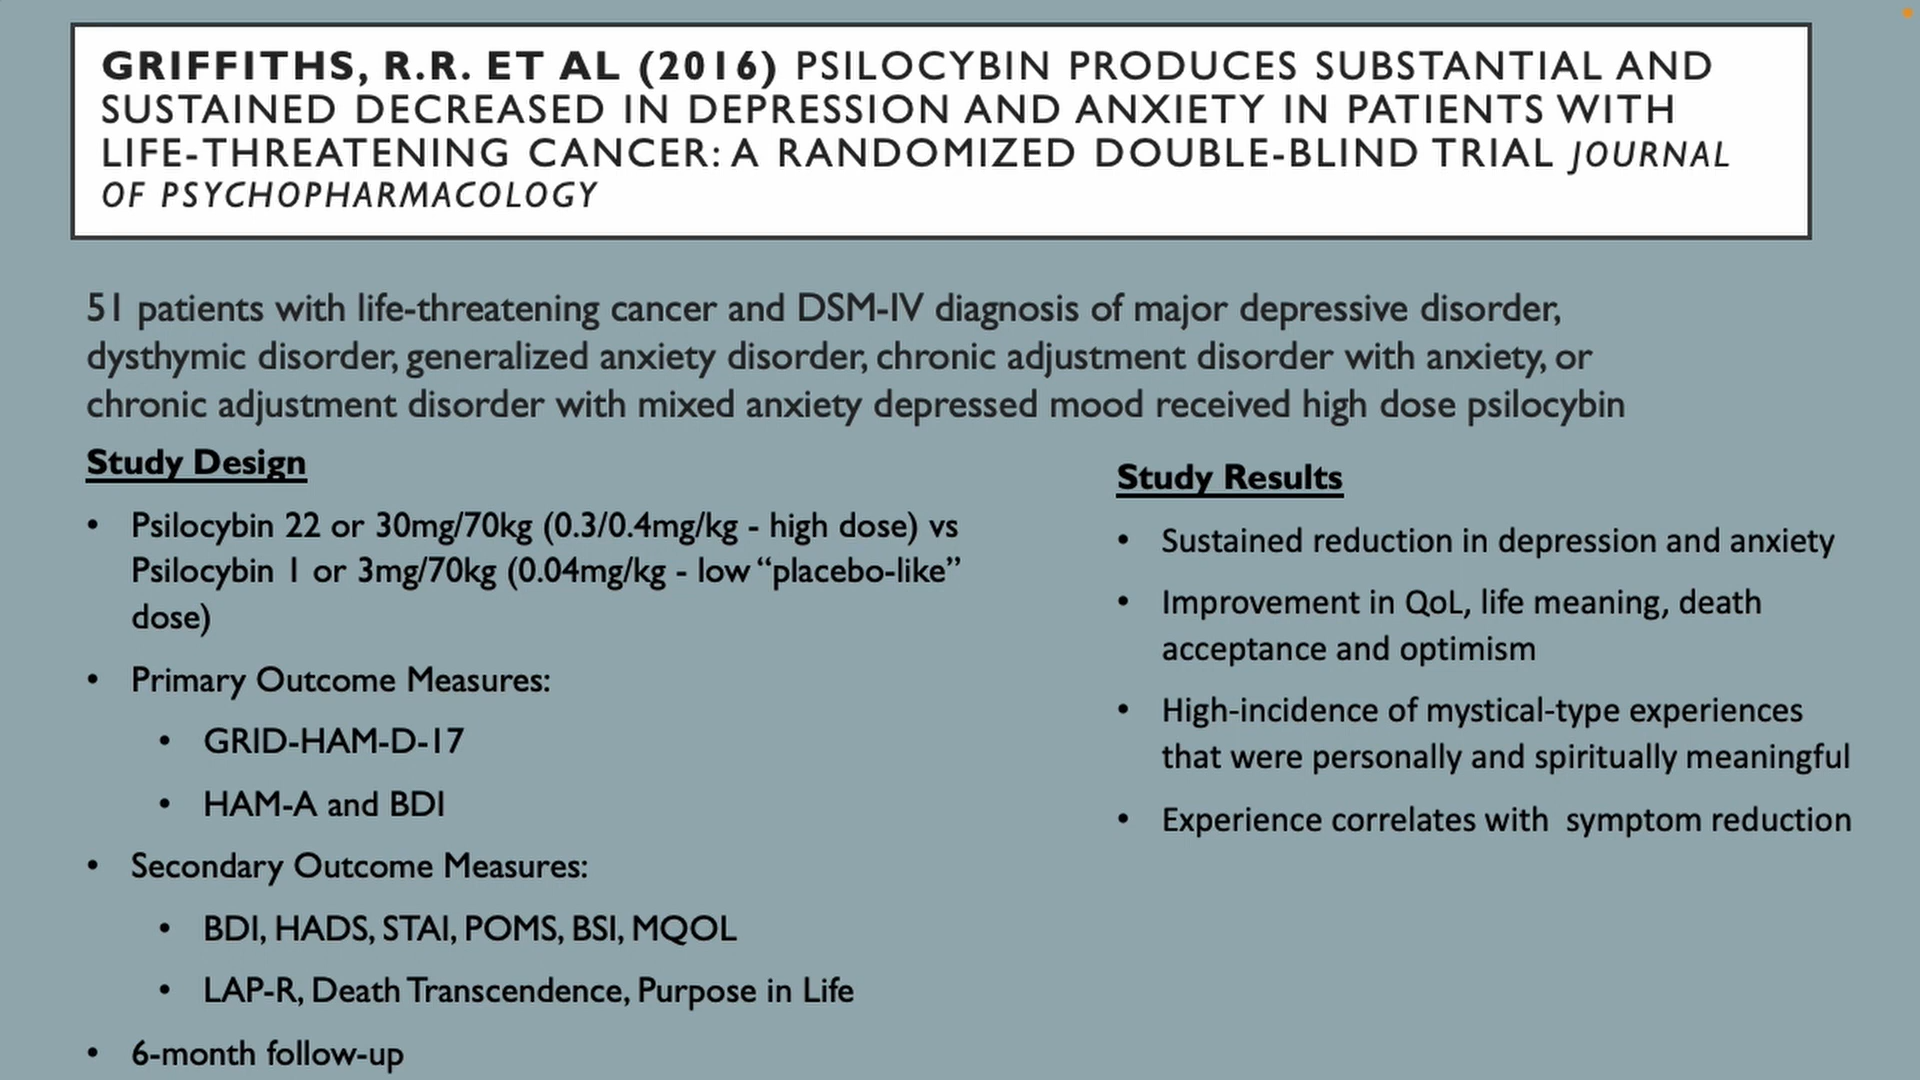 GRIFFITHS, R.R. ET AL (2016) PSILOCYBIN PRODUCES SUBSTANTIAL AND
SUSTAINED DECREASED IN DEPRESSION AND ANXIETY IN PATIENTS WITH
LIFE-THREATENING CANCER: A RANDOMIZED DOUBLE-BLIND TRIAL JOURNAL
OF PSYCHOPHARMACOLOGY
51 patients with life-threatening cancer and DSM-IV diagnosis of major depressive disorder,
dysthymic disorder, generalized anxiety disorder, chronic adjustment disorder with anxiety, or
chronic adjustment disorder with mixed anxiety depressed mood received high dose psilocybin
Study Design
• Psilocybin 22 or 30mg/70kg (0.3/0.4mg/kg - high dose) vs
Psilocybin 1 or 3mg/70kg (0.04mg/kg - low “placebo-like”
dose)
• Primary Outcome Measures:
• GRID-HAM-D-17
• HAM-A and BDI
• Secondary Outcome Measures:
• BDI, HADS, STAI, POMS, BSI, MQOL
• LAP-R, Death Transcendence, Purpose in Life
• 6-month follow-up
Study Results
• Sustained reduction in depression and anxiety
• Improvement in QoL, life meaning, death
acceptance and optimism
• High-incidence of mystical-type experiences
that were personally and spiritually meaningful
• Experience correlates with symptom reduction